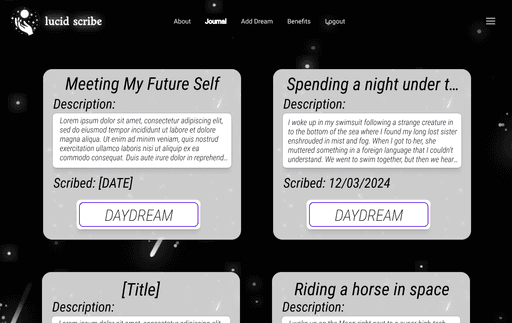 lucid scribe
About Journal Add Dream Benefits Logout
Meeting My Future Self
Description:
Lorem ipsum dolor sit amet, consectetur adipiscing elit,
sed do eiusmod tempor incididunt ut labore et dolore
magna aliqua. Ut enim ad minim veniam, quis nostrud
exercitation ullamco laboris nisi ut aliquip ex ea
commodo consequat. Duis aute irure dolor in reprehend…
Scribed: [DATE]
DAYDREAM
Spending a night under t…
Description:
I woke up in my swimsuit following a strange creature in
to the bottom of the sea where I found my long lost sister
enshrouded in mist and fog. When I got to her, she
muttered something in a foreign language that I couldn't
understand. We went to swim together, but then we hear…
Scribed: 12/03/2024
DAYDREAM
[Title]
Description:
Riding a horse in space
Description: